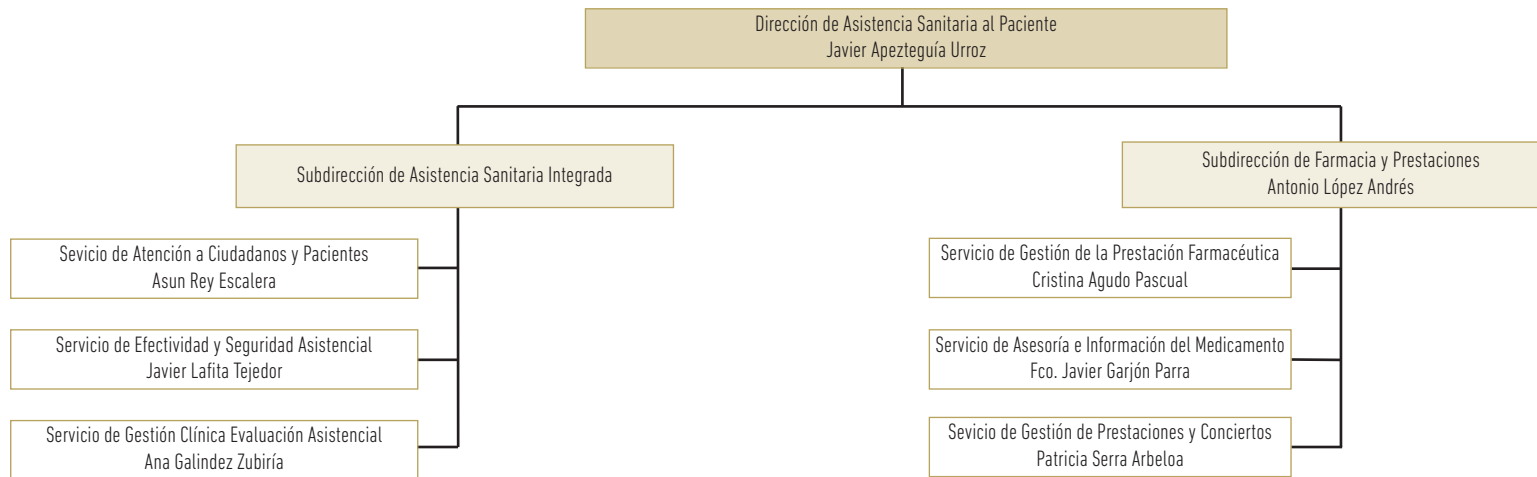 Dirección de Asistencia Sanitaria al Paciente
Javier Apezteguía Urroz
Subdirección de Asistencia Sanitaria Integrada
Subdirección de Farmacia y Prestaciones
Antonio López Andrés
Sevicio de Atención a Ciudadanos y Pacientes
Asun Rey Escalera
Servicio de Efectividad y Seguridad Asistencial
Javier Lafita Tejedor
Servicio de Gestión Clínica Evaluación Asistencial
Ana Galindez Zubiría
Servicio de Gestión de la Prestación Farmacéutica
Cristina Agudo Pascual
Servicio de Asesoría e Información del Medicamento
Fco. Javier Garjón Parra
Sevicio de Gestión de Prestaciones y Conciertos
Patricia Serra Arbeloa